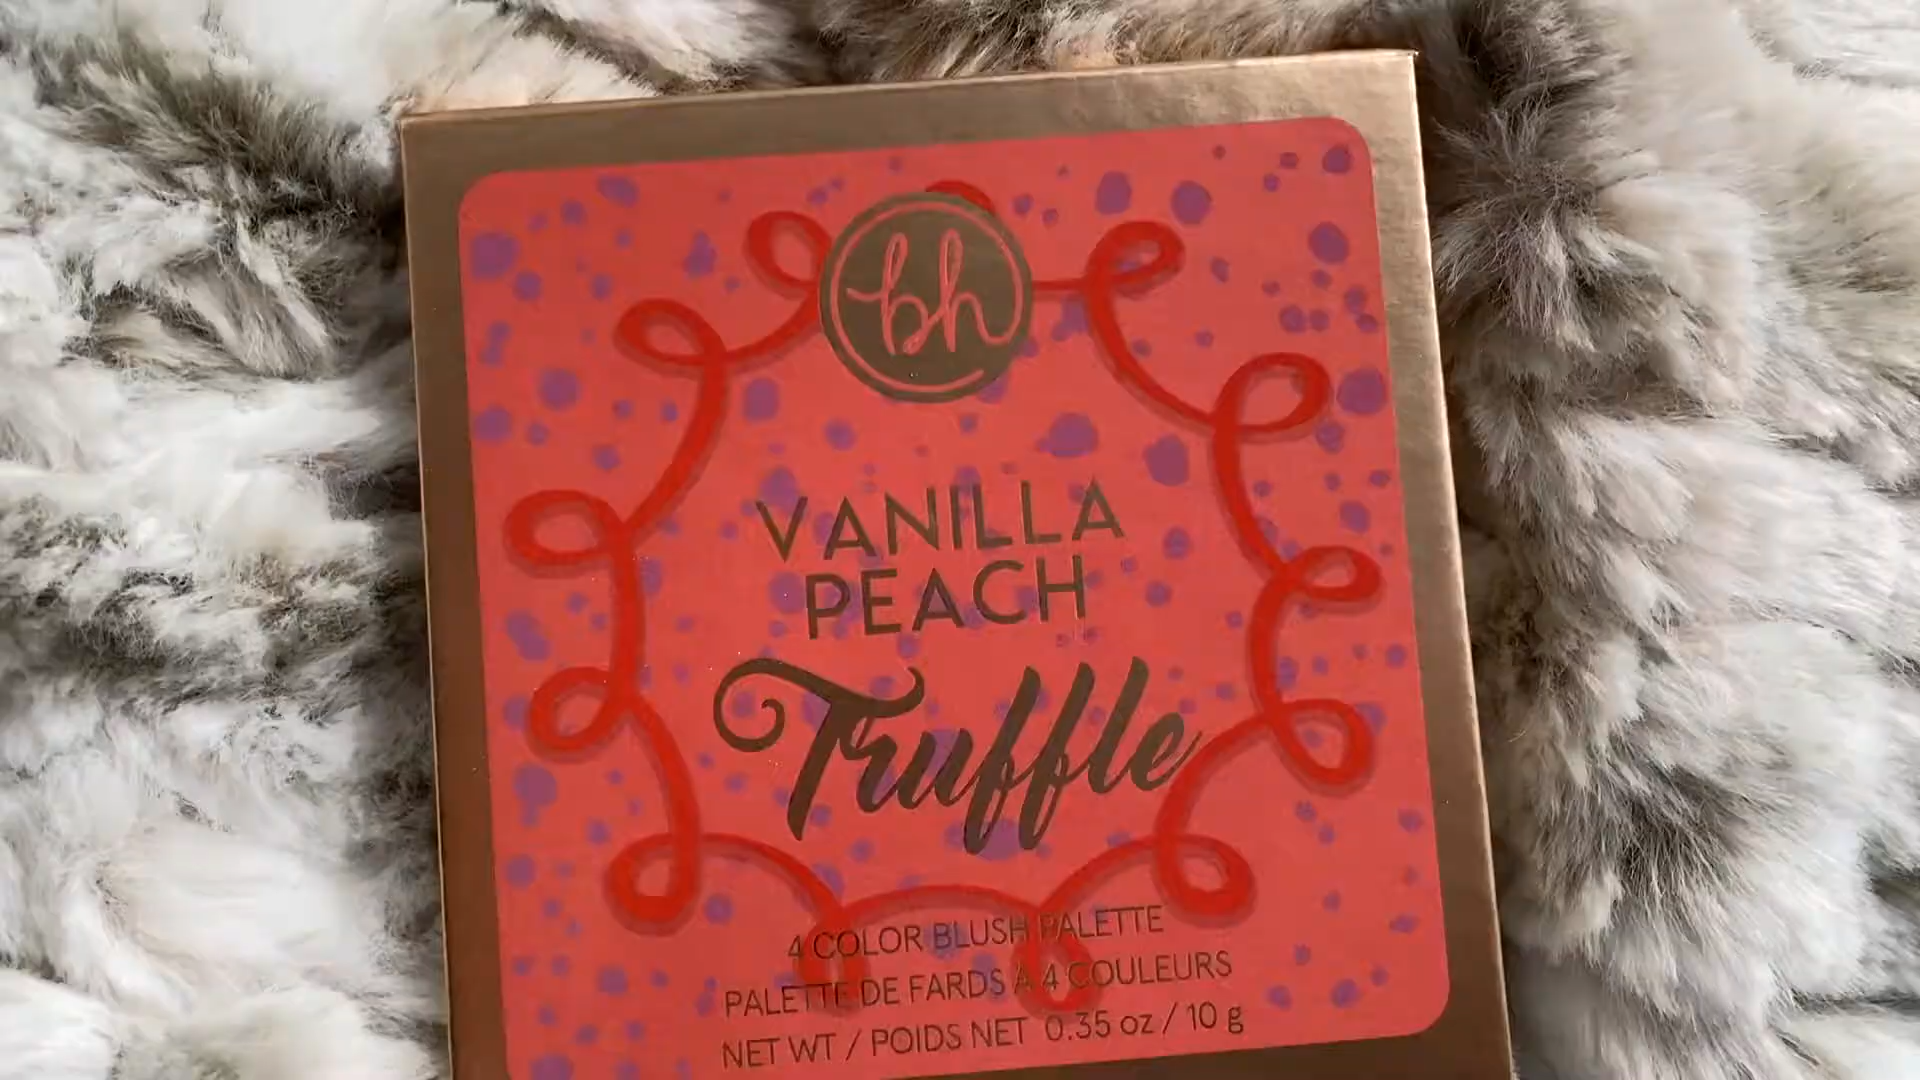 bh
VANILLA
PEACH
Truffle
4 COLOR BLUSH PALETTE
PALETTE DE FARDS À 4 COULEURS
NET WT / POIDS NET 0.35 oz / 10 g